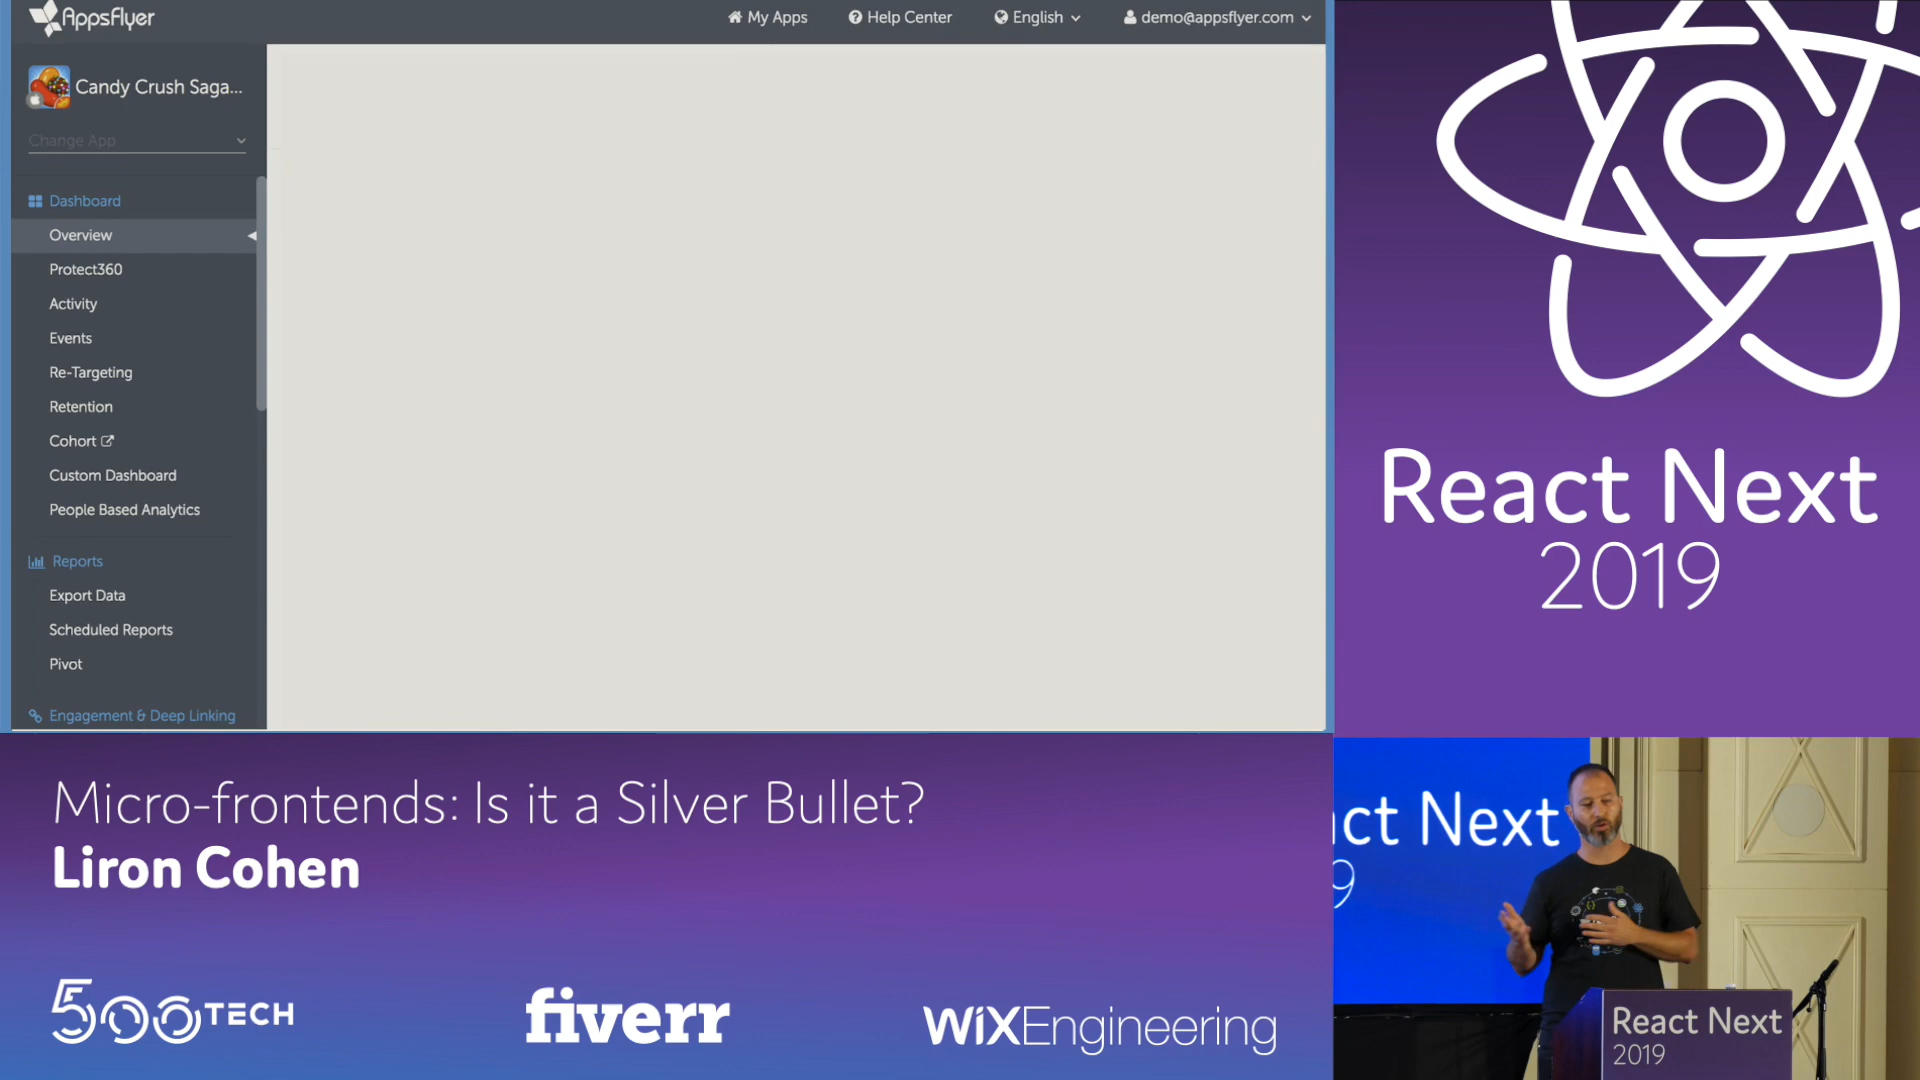 AppsFlyer
My Apps
Help Center
English
demo@appsflyer.com
Candy Crush Saga...
Change App
Dashboard
Overview
Protect360
Activity
Events
Re-Targeting
Retention
Cohort
Custom Dashboard
People Based Analytics
Reports
Export Data
Scheduled Reports
Pivot
Engagement & Deep Linking
React Next
2019
Micro-frontends: Is it a Silver Bullet?
Liron Cohen
500TECH
fiverr
WiXEngineering
ct Next
9
React Next
2019